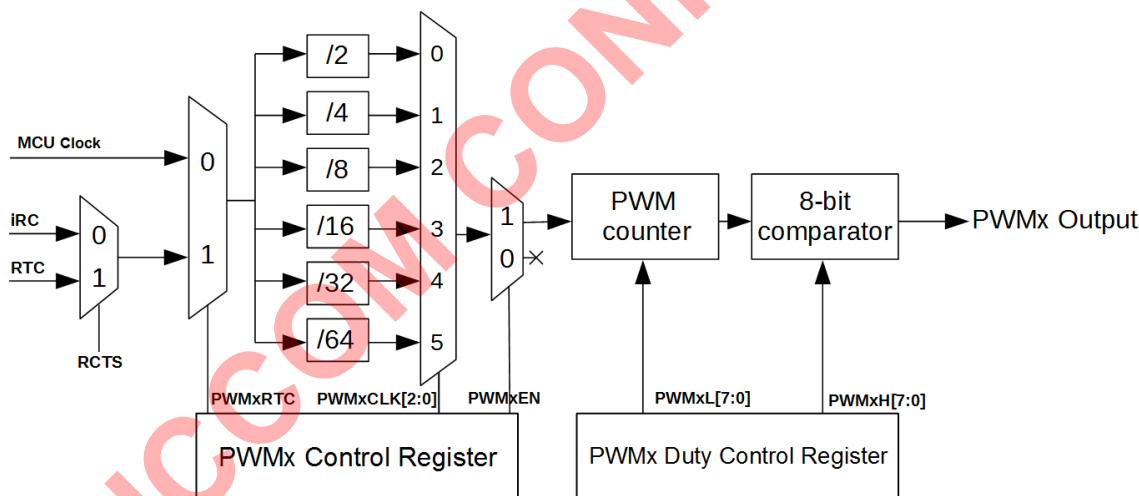 MCU Clock
iRC
RTC
RCTS
0
1
0
1
/2
/4
/8
/16
/32
/64
0
1
2
3
4
5
1
0
PWM
counter
8-bit
comparator
PWMx Output
PWMxRTC
PWMxCLK[2:0]
PWMxEN
PWMxL[7:0]
PWMxH[7:0]
PWMx Control Register
PWMx Duty Control Register